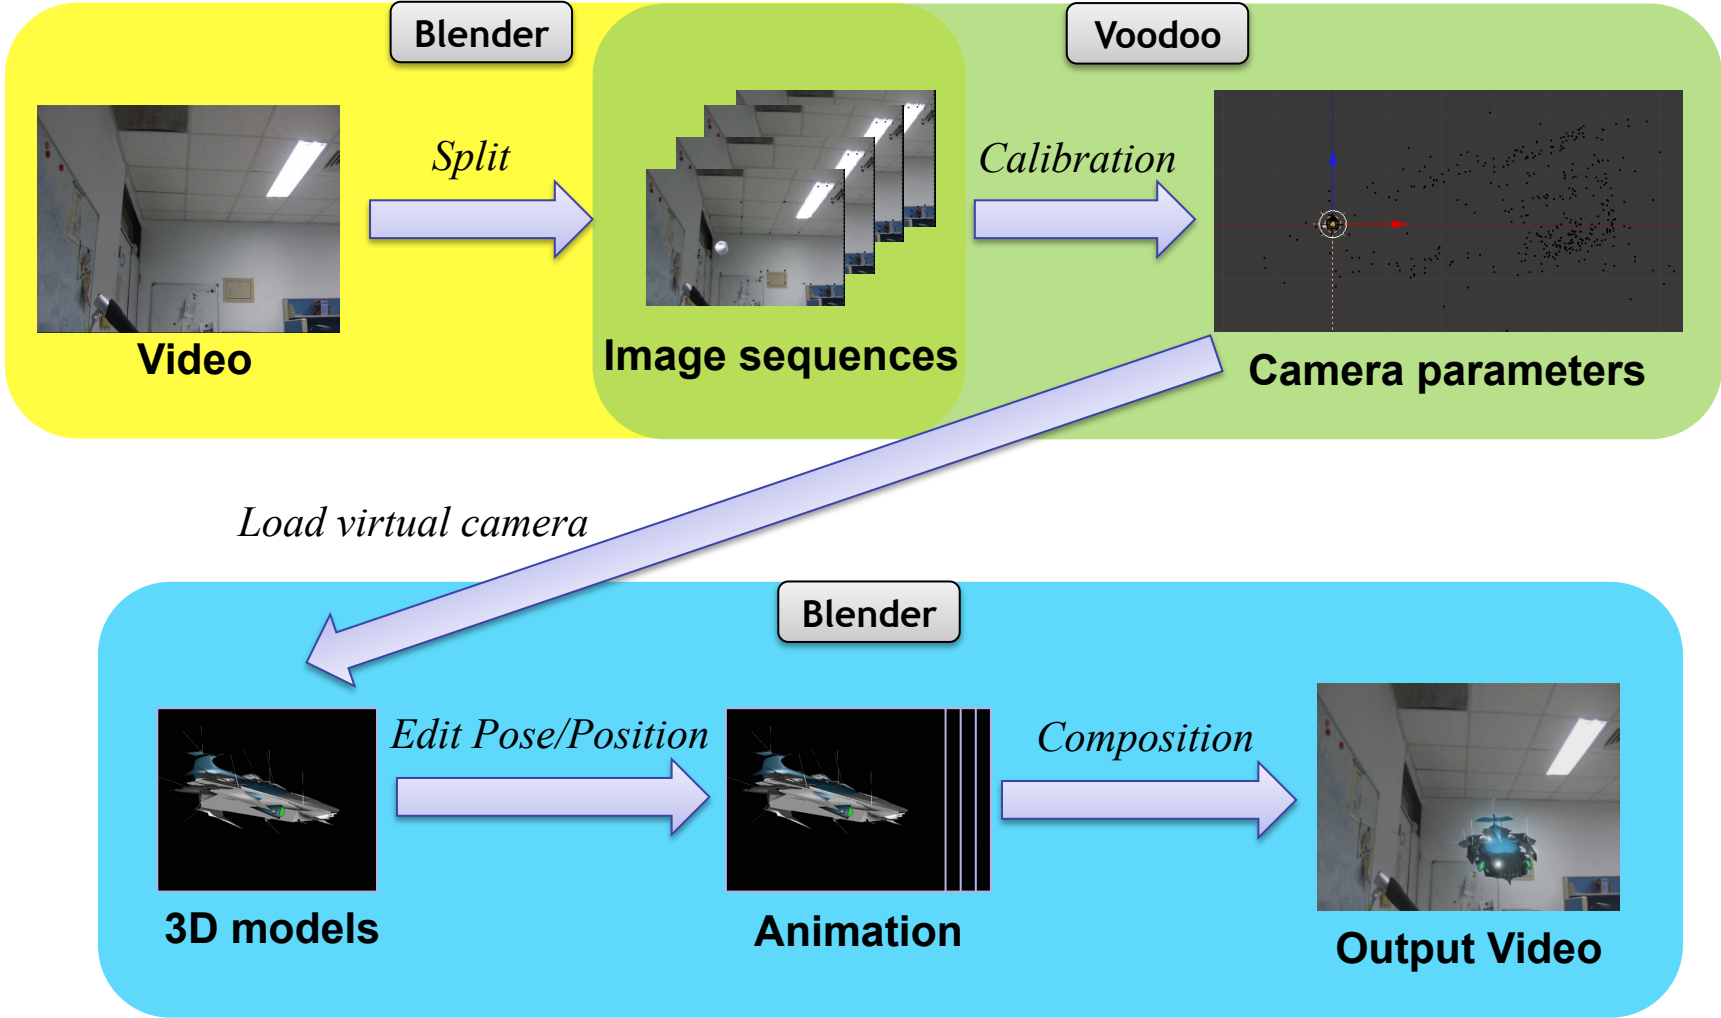 Blender
Voodoo
Split
Calibration
Video
Image sequences
Camera parameters
Load virtual camera
Blender
Edit Pose/Position
Composition
3D models
Animation
Output Video